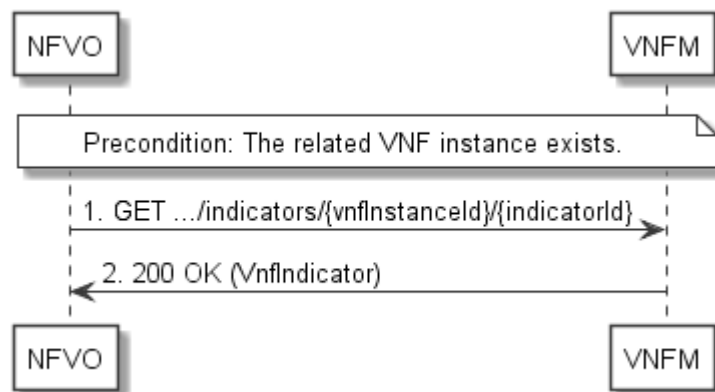 NFVO VNFM
Precondition: The related VNF instance exists.
1. GET .../indicators/{vnfInstanceId}/{indicatorId}
2. 200 OK (VnfIndicator)
NFVO VNFM